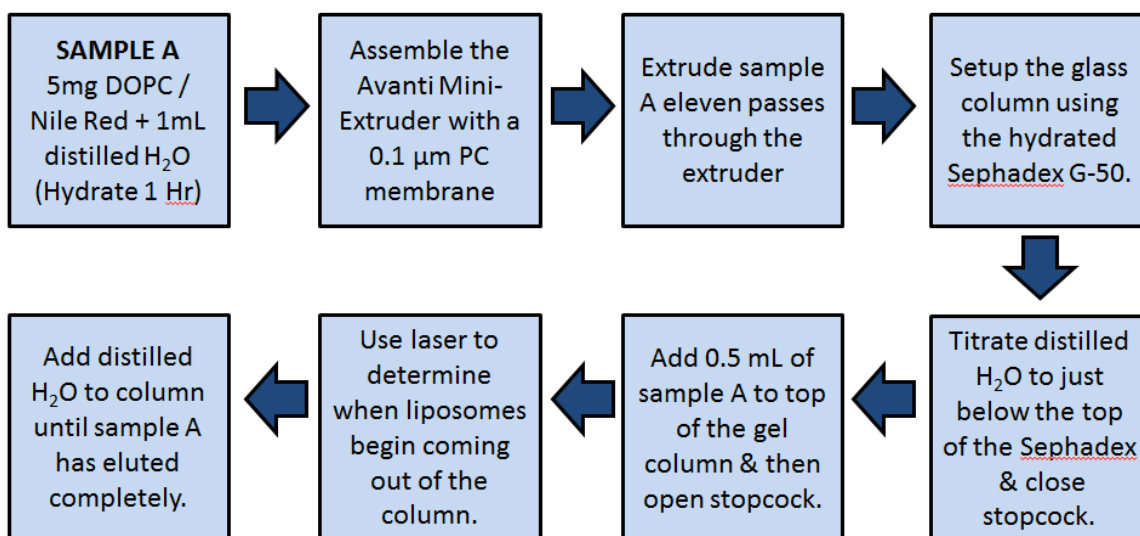 SAMPLE A
5mg DOPC /
Nile Red + 1mL
distilled H₂O
(Hydrate 1 Hr)
Assemble the
Avanti Mini-
Extruder with a
0.1 µm PC
membrane
Extrude sample
A eleven passes
through the
extruder
Setup the glass
column using
the hydrated
Sephadex G-50.
Titrate distilled
H₂O to just
below the top
of the Sephadex
& close
stopcock.
Add 0.5 mL of
sample A to top
of the gel
column & then
open stopcock.
Use laser to
determine
when liposomes
begin coming
out of the
column.
Add distilled
H₂O to column
until sample A
has eluted
completely.